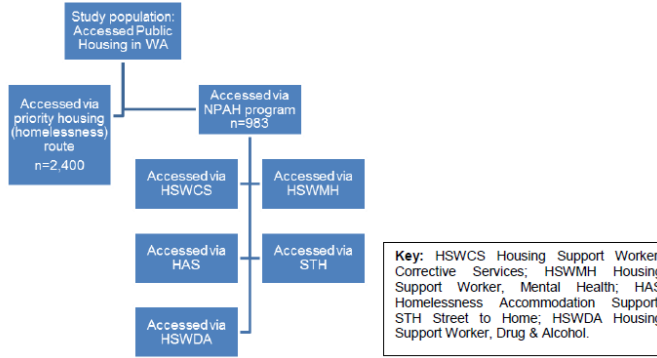 Study population:
Accessed Public
Housing in WA
Accessed via
priority housing
(homelessness)
route
n=2,400
Accessed via
NPAH program
n=983
Accessed via
HSWCS
Accessed via
HSWMH
Accessed via
HAS
Accessed via
STH
Accessed via
HSWDA
Key: HSWCS Housing Support Worker
Corrective Services; HSWMH Housing
Support Worker, Mental Health; HAS
Homelessness Accommodation Support
STH Street to Home; HSWDA Housing
Support Worker, Drug & Alcohol.